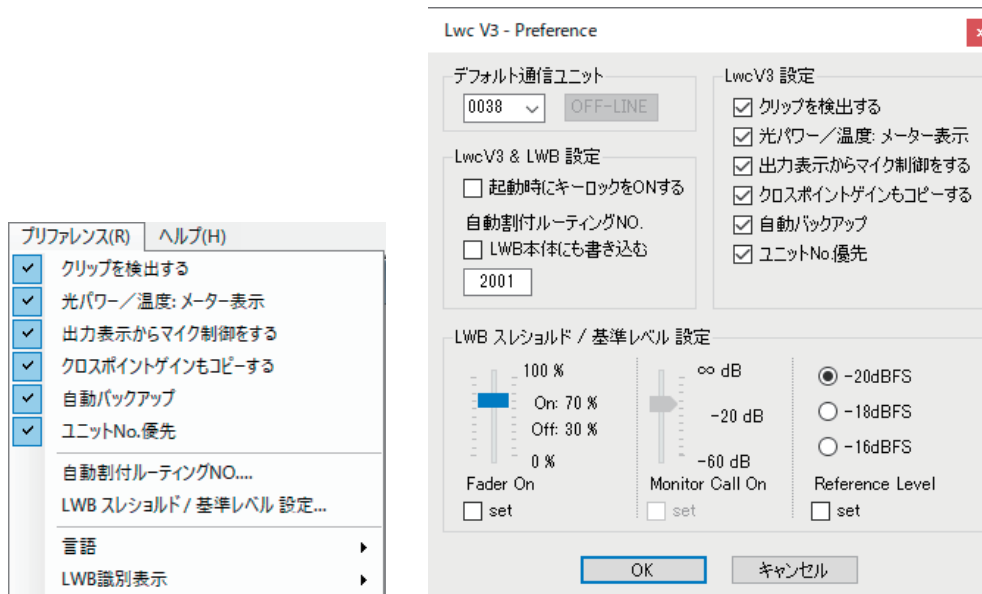 プリファレンス(R) ヘルプ(H)
クリップを検出する
光パワー／温度: メーター表示
出力表示からマイク制御をする
クロスポイントゲインもコピーする
自動バックアップ
ユニットNo.優先
自動割付ルーティングNO....
LWB スレショルド / 基準レベル 設定...
言語
LWB識別表示
Lwc V3 - Preference
デフォルト通信ユニット
0038 OFF-LINE
LwcV3 & LWB 設定
起動時にキーロックをONする
自動割付ルーティングNO.
LWB本体にも書き込む
2001
LwcV3 設定
クリップを検出する
光パワー／温度: メーター表示
出力表示からマイク制御をする
クロスポイントゲインもコピーする
自動バックアップ
ユニットNo.優先
LWB スレショルド / 基準レベル 設定
100 %
On: 70 %
Off: 30 %
0 %
Fader On
set
∞ dB
-20 dB
-60 dB
Monitor Call On
set
-20dBFS
-18dBFS
-16dBFS
Reference Level
set
OK キャンセル